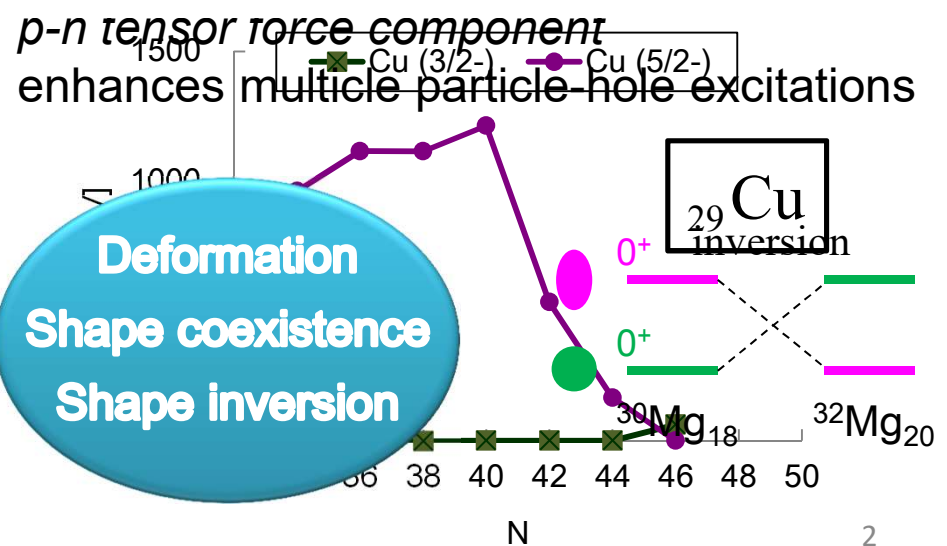 p-n tensor force component
enhances multicle particle-hole excitations
1500
Cu (3/2-) Cu (5/2-)
1000
29Cu
inversion
0+
0+
Deformation
Shape coexistence
Shape inversion
30Mg18
32Mg20
36 38 40 42 44 46 48 50
N
2